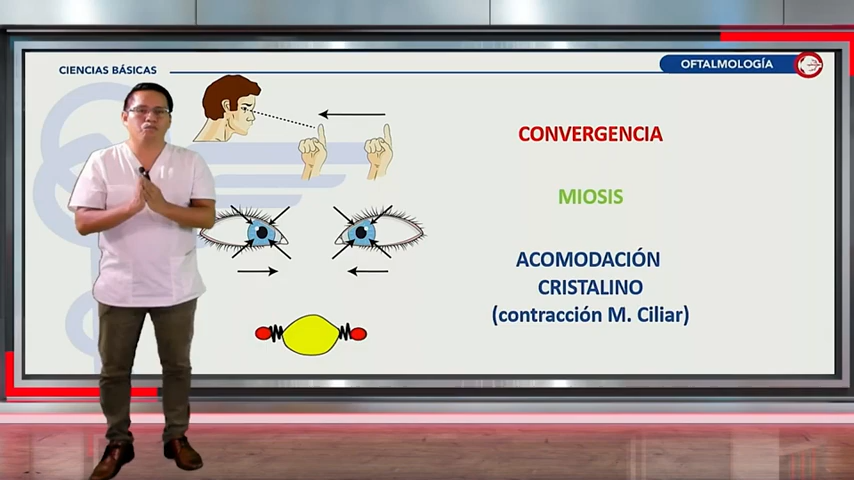 CIENCIAS BÁSICAS
OFTALMOLOGÍA
CONVERGENCIA
MIOSIS
ACOMODACIÓN
CRISTALINO
(contracción M. Ciliar)